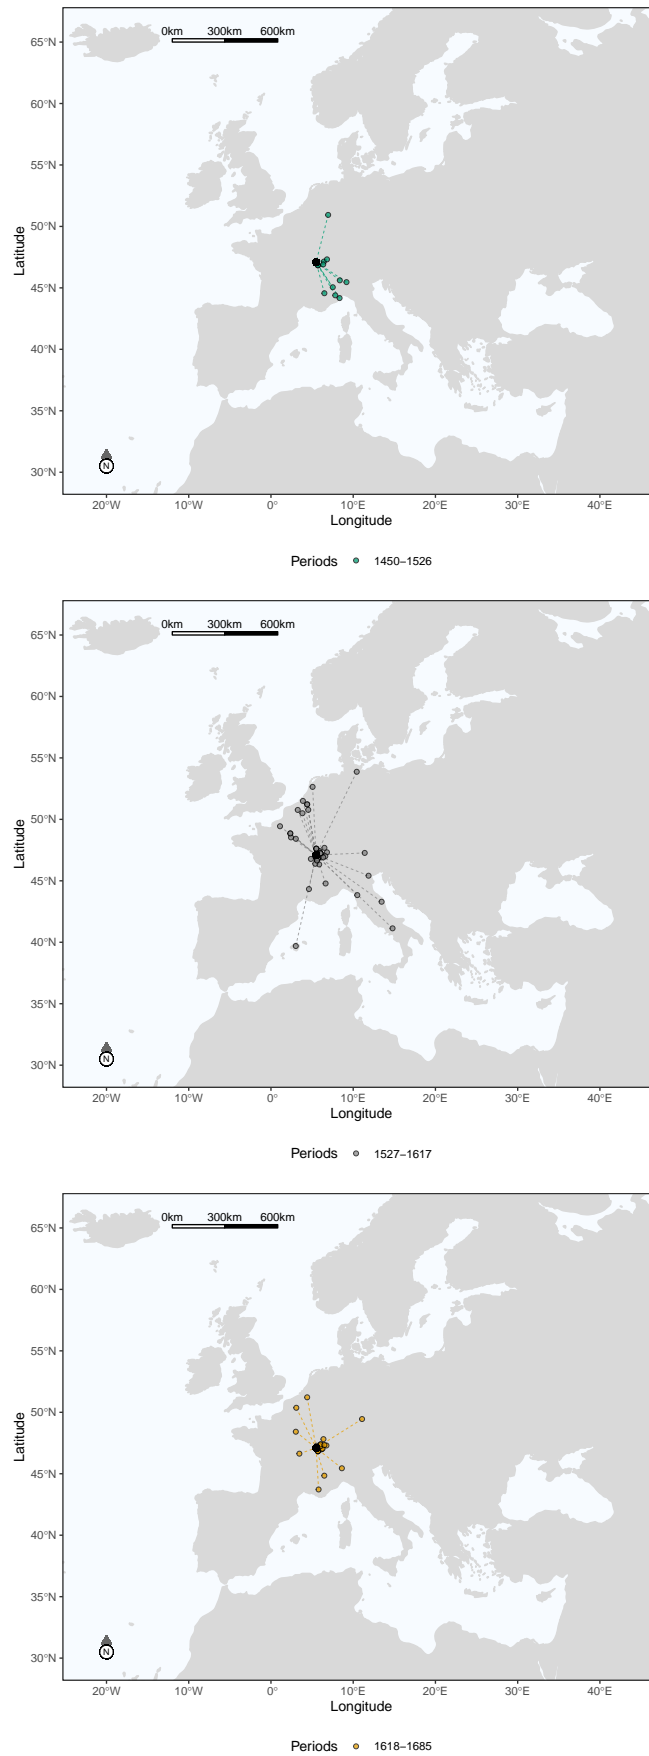 0km 300km 600km
65°N
60°N
55°N
50°N
45°N
40°N
35°N
30°N
Latitude
N
20°W 10°W 0° 10°E 20°E 30°E 40°E
Longitude
Periods 1450−1526
0km 300km 600km
65°N
60°N
55°N
50°N
45°N
40°N
35°N
30°N
Latitude
N
20°W 10°W 0° 10°E 20°E 30°E 40°E
Longitude
Periods 1527−1617
0km 300km 600km
65°N
60°N
55°N
50°N
45°N
40°N
35°N
30°N
Latitude
N
20°W 10°W 0° 10°E 20°E 30°E 40°E
Longitude
Periods 1618−1685